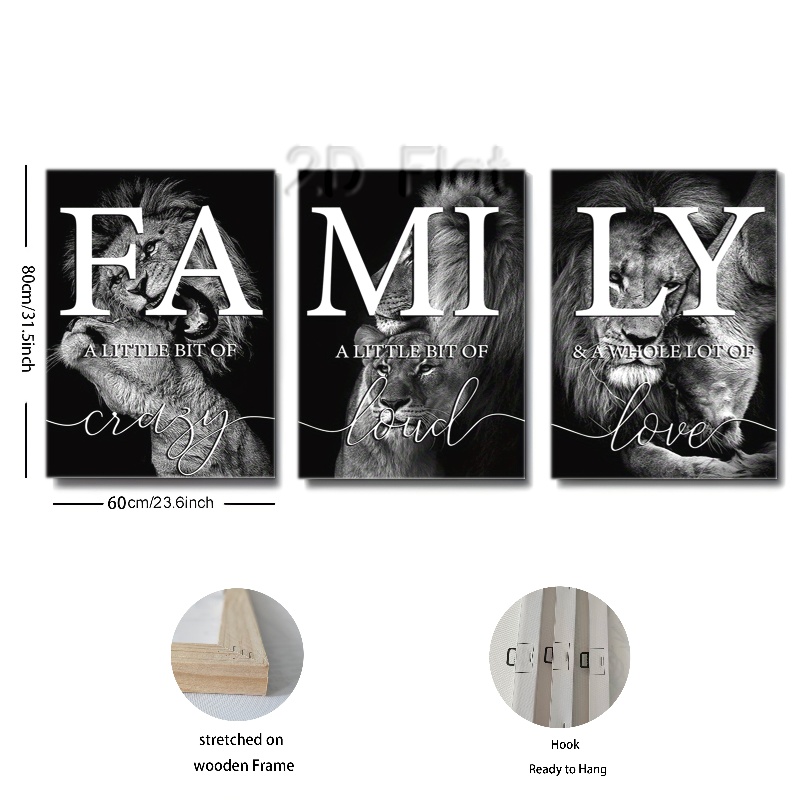 2D Flat
FA
MI
LY
A LITTLE BIT OF
A LITTLE BIT OF
& A WHOLE LOT OF
crazy
loud
love
80cm/31.5inch
60cm/23.6inch
stretched on
wooden Frame
Hook
Ready to Hang